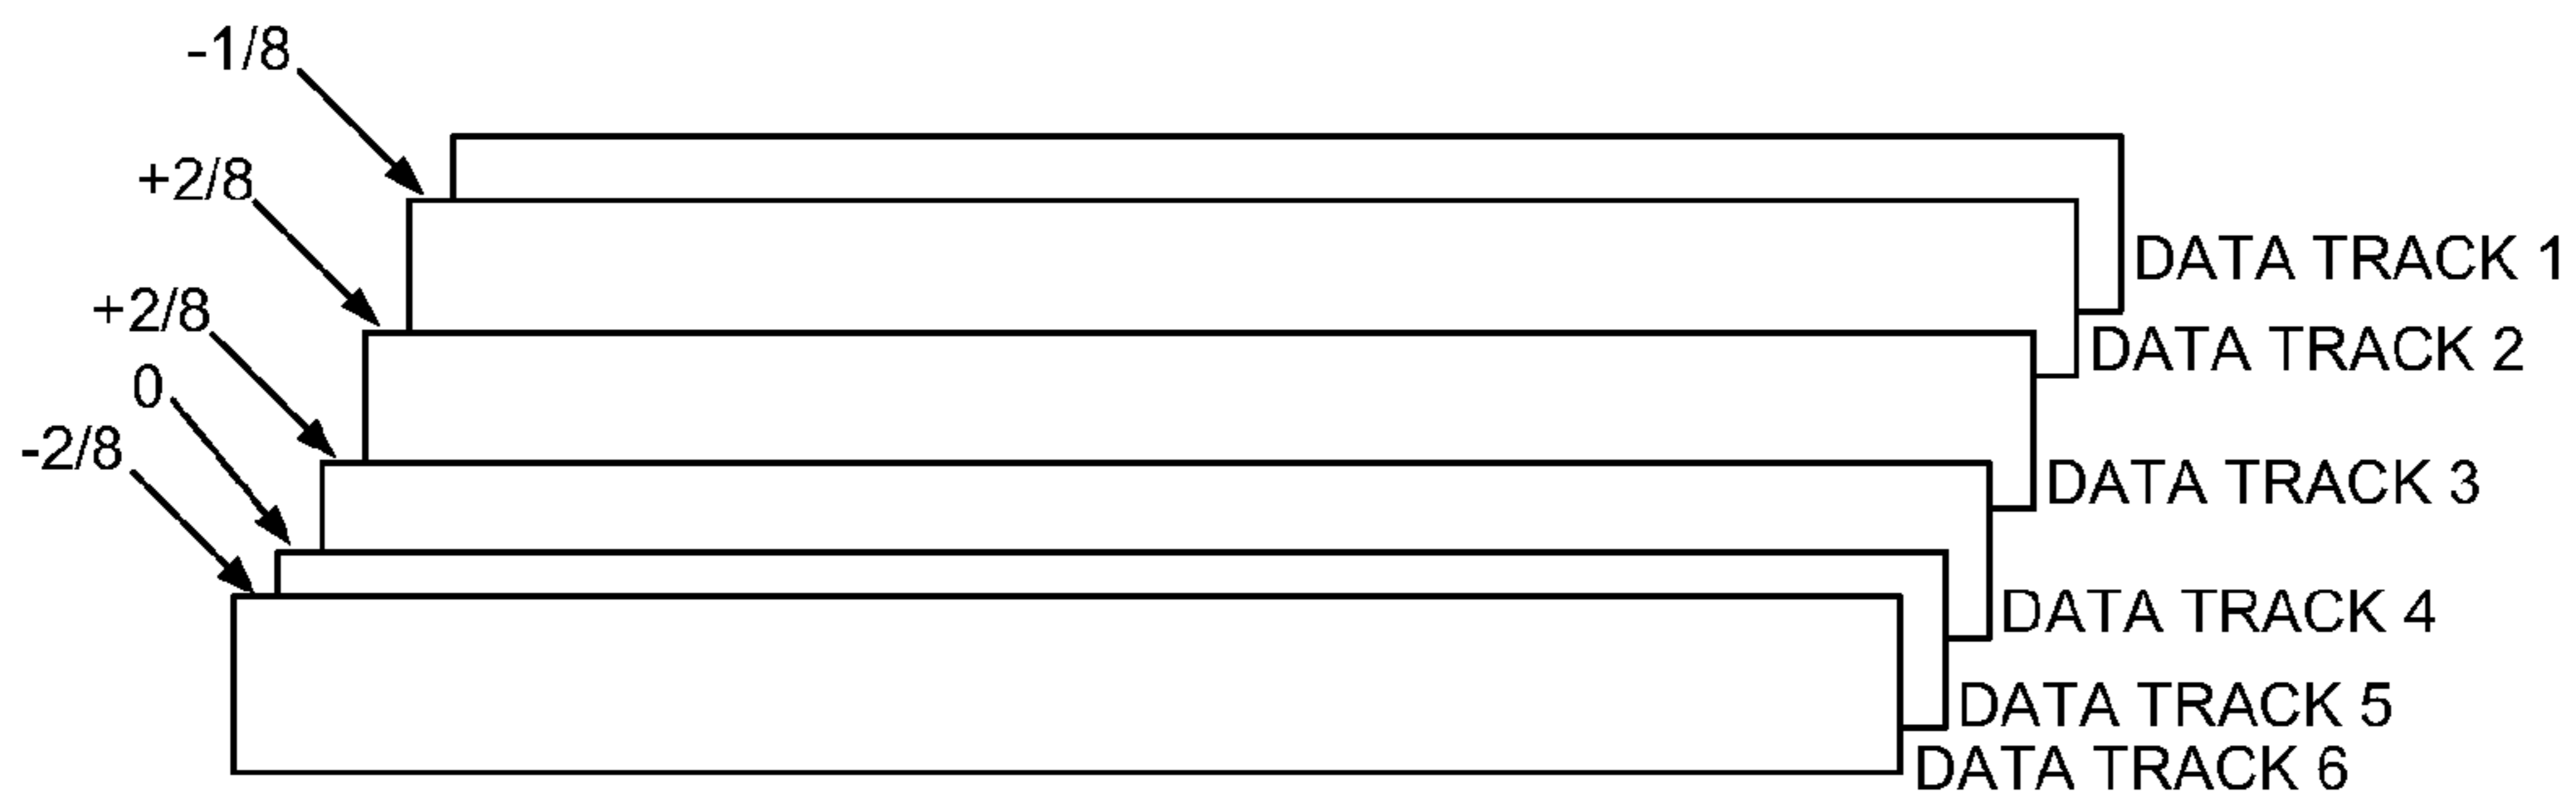 -1/8
+2/8
+2/8
0
-2/8
DATA TRACK 1
DATA TRACK 2
DATA TRACK 3
DATA TRACK 4
DATA TRACK 5
DATA TRACK 6